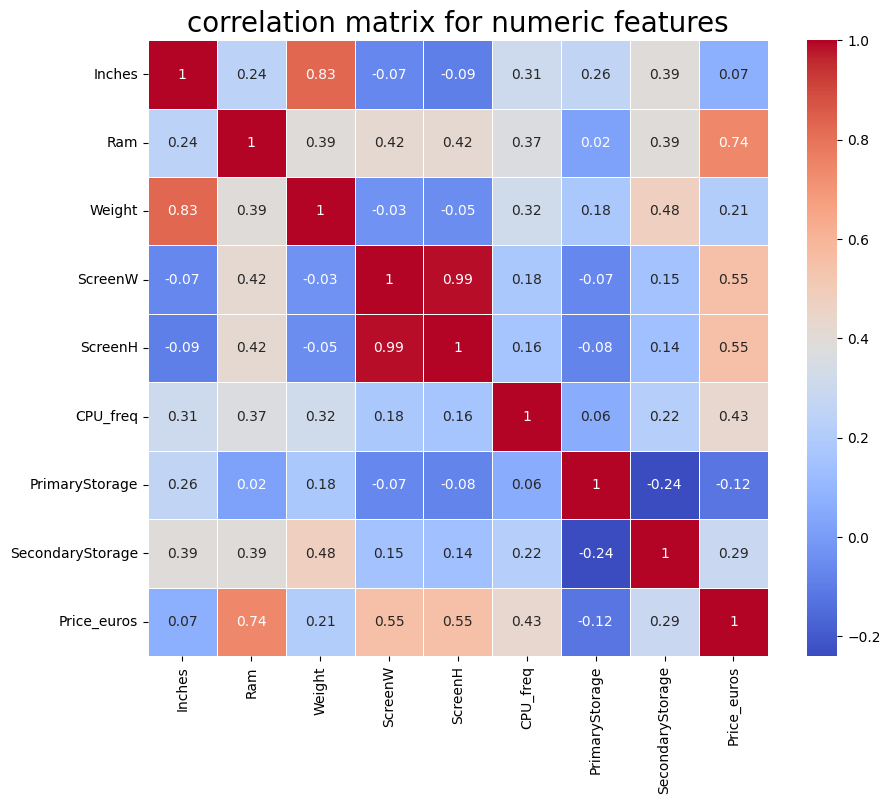 correlation matrix for numeric features
Inches 1 0.24 0.83 -0.07 -0.09 0.31 0.26 0.39 0.07
Ram 0.24 1 0.39 0.42 0.42 0.37 0.02 0.39 0.74
Weight 0.83 0.39 1 -0.03 -0.05 0.32 0.18 0.48 0.21
ScreenW -0.07 0.42 -0.03 1 0.99 0.18 -0.07 0.15 0.55
ScreenH -0.09 0.42 -0.05 0.99 1 0.16 -0.08 0.14 0.55
CPU_freq 0.31 0.37 0.32 0.18 0.16 1 0.06 0.22 0.43
PrimaryStorage 0.26 0.02 0.18 -0.07 -0.08 0.06 1 -0.24 -0.12
SecondaryStorage 0.39 0.39 0.48 0.15 0.14 0.22 -0.24 1 0.29
Price_euros 0.07 0.74 0.21 0.55 0.55 0.43 -0.12 0.29 1
Inches
Ram
Weight
ScreenW
ScreenH
CPU_freq
PrimaryStorage
SecondaryStorage
Price_euros
1.0
0.8
0.6
0.4
0.2
0.0
−0.2